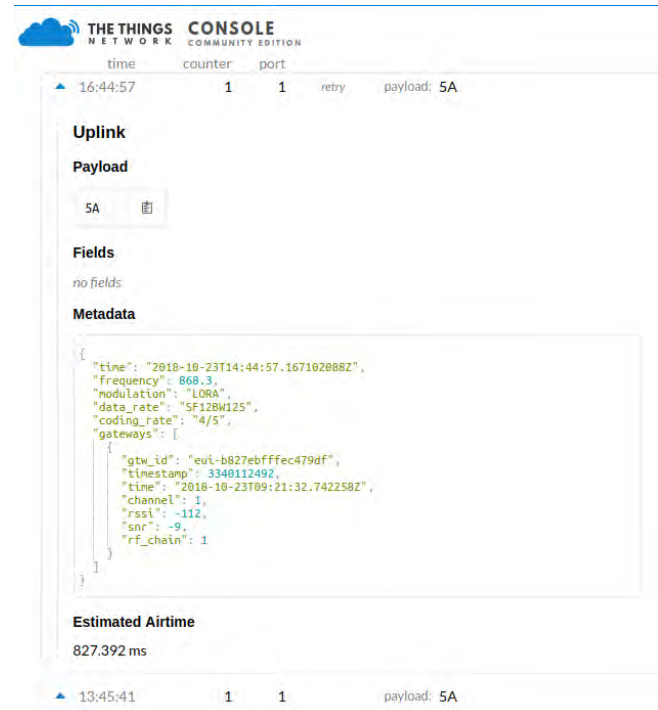 THE THINGS CONSOLE
NETWORK COMMUNITY EDITION
time counter port
16:44:57 1 1 retry payload: 5A
Uplink
Payload
5A
Fields
no fields
Metadata
{
"time": "2018-10-23T14:44:57.167102088Z",
"frequency": 868.3,
"modulation": "LORA",
"data_rate": "SF12BW125",
"coding_rate": "4/5",
"gateways": [
{
"gtw_id": "eui-b827ebfffec479df",
"timestamp": 3340112492,
"time": "2018-10-23T09:21:32.742258Z",
"channel": 1,
"rssi": -112,
"snr": -9,
"rf_chain": 1
}
]
}
Estimated Airtime
827.392 ms
13:45:41 1 1 payload: 5A